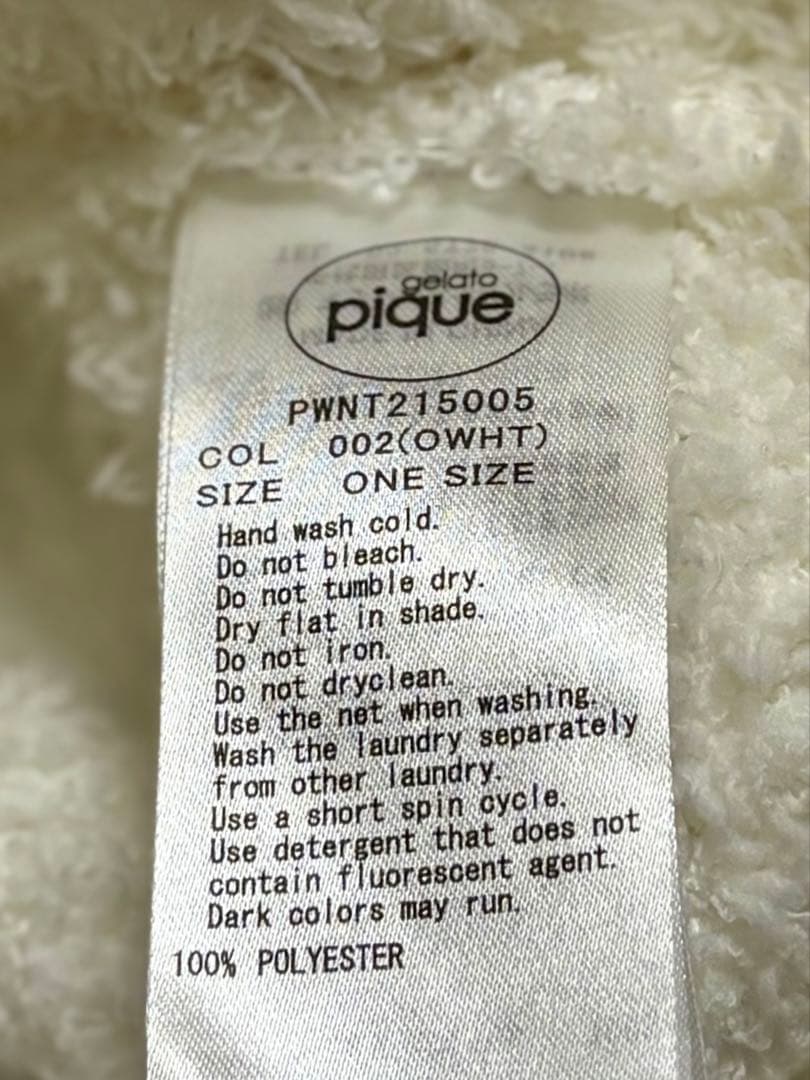 gelato
pique
PWNT215005
COL 002(OWHT)
SIZE ONE SIZE
Hand wash cold.
Do not bleach.
Do not tumble dry.
Dry flat in shade.
Do not iron.
Do not dryclean.
Use the net when washing.
Wash the laundry separately
from other laundry.
Use a short spin cycle.
Use detergent that does not
contain fluorescent agent.
Dark colors may run.
100% POLYESTER